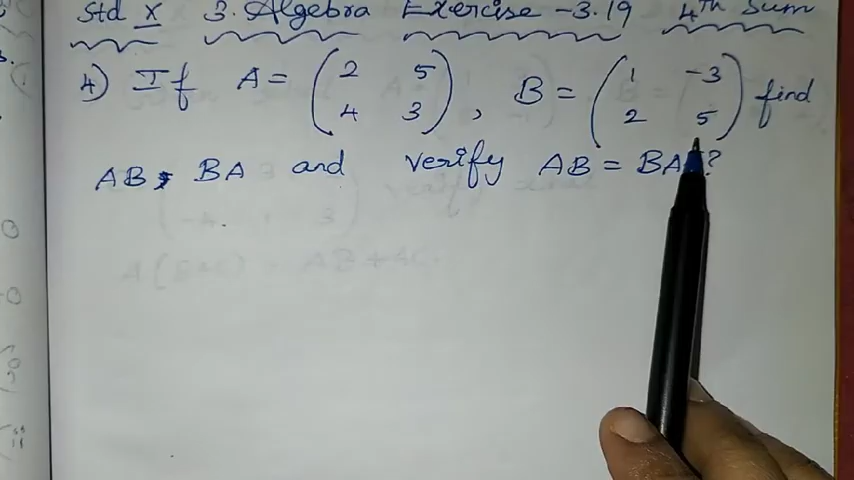 Std X 3. Algebra Exercise - 3.19 4th Sum
4) If A = ( 2 5 ) , B = ( 1 -3 ) find
4 3 2 5
AB, BA and verify AB = BA ?